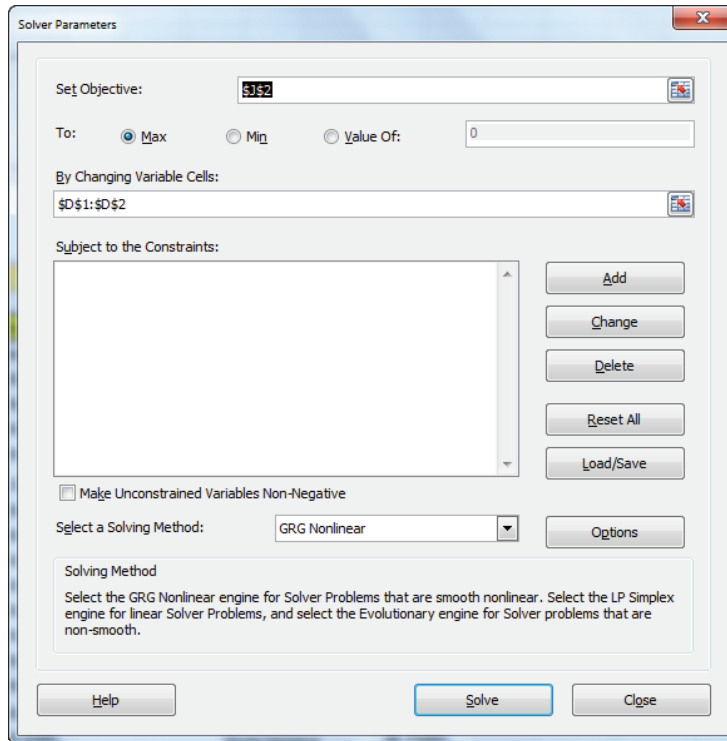 Solver Parameters
Set Objective: $J$2
To: Max Min Value Of: 0
By Changing Variable Cells:
$D$1:$D$2
Subject to the Constraints:
Add
Change
Delete
Reset All
Load/Save
Make Unconstrained Variables Non-Negative
Select a Solving Method: GRG Nonlinear Options
Solving Method
Select the GRG Nonlinear engine for Solver Problems that are smooth nonlinear. Select the LP Simplex
engine for linear Solver Problems, and select the Evolutionary engine for Solver problems that are
non-smooth.
Help Solve Close